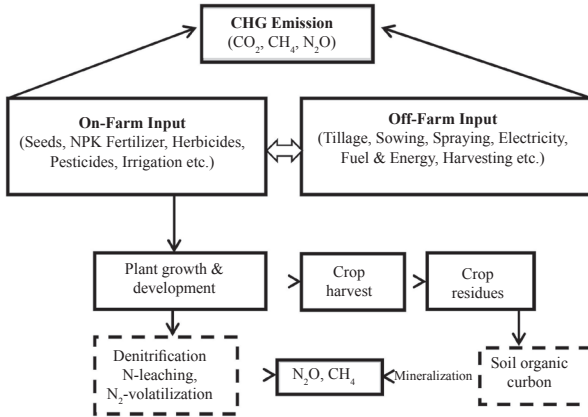 CHG Emission
(CO₂, CH₄, N₂O)
On-Farm Input
(Seeds, NPK Fertilizer, Herbicides,
Pesticides, Irrigation etc.)
Off-Farm Input
(Tillage, Sowing, Spraying, Electricity,
Fuel & Energy, Harvesting etc.)
Plant growth &
development
Crop
harvest
Crop
residues
Denitrification
N-leaching,
N₂-volatilization
N₂O, CH₄
Mineralization
Soil organic
curbon